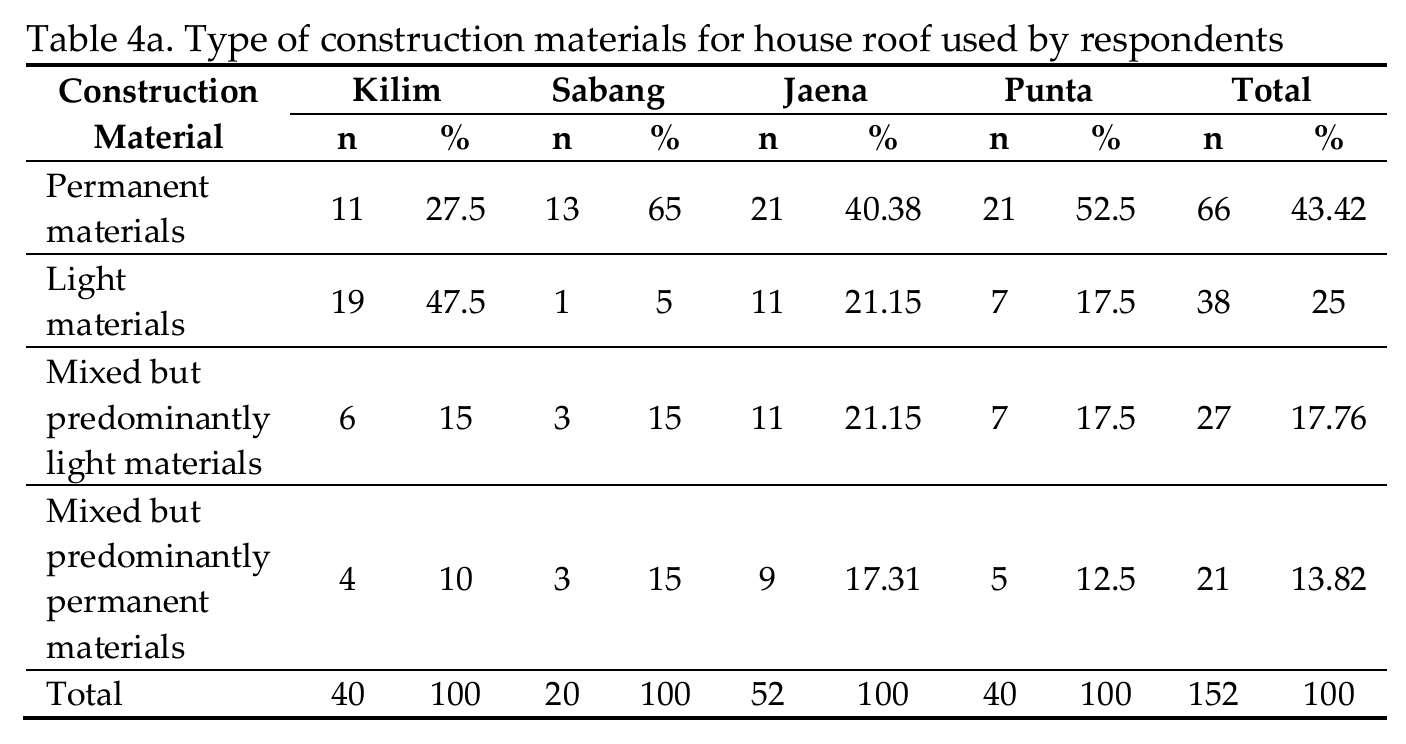 Table 4a. Type of construction materials for house roof used by respondents
Construction Material Kilim Sabang Jaena Punta Total
n % n % n % n % n %
Permanent
materials 11 27.5 13 65 21 40.38 21 52.5 66 43.42
Light
materials 19 47.5 1 5 11 21.15 7 17.5 38 25
Mixed but
predominantly 6 15 3 15 11 21.15 7 17.5 27 17.76
light materials
Mixed but
predominantly
permanent 4 10 3 15 9 17.31 5 12.5 21 13.82
materials
Total 40 100 20 100 52 100 40 100 152 100